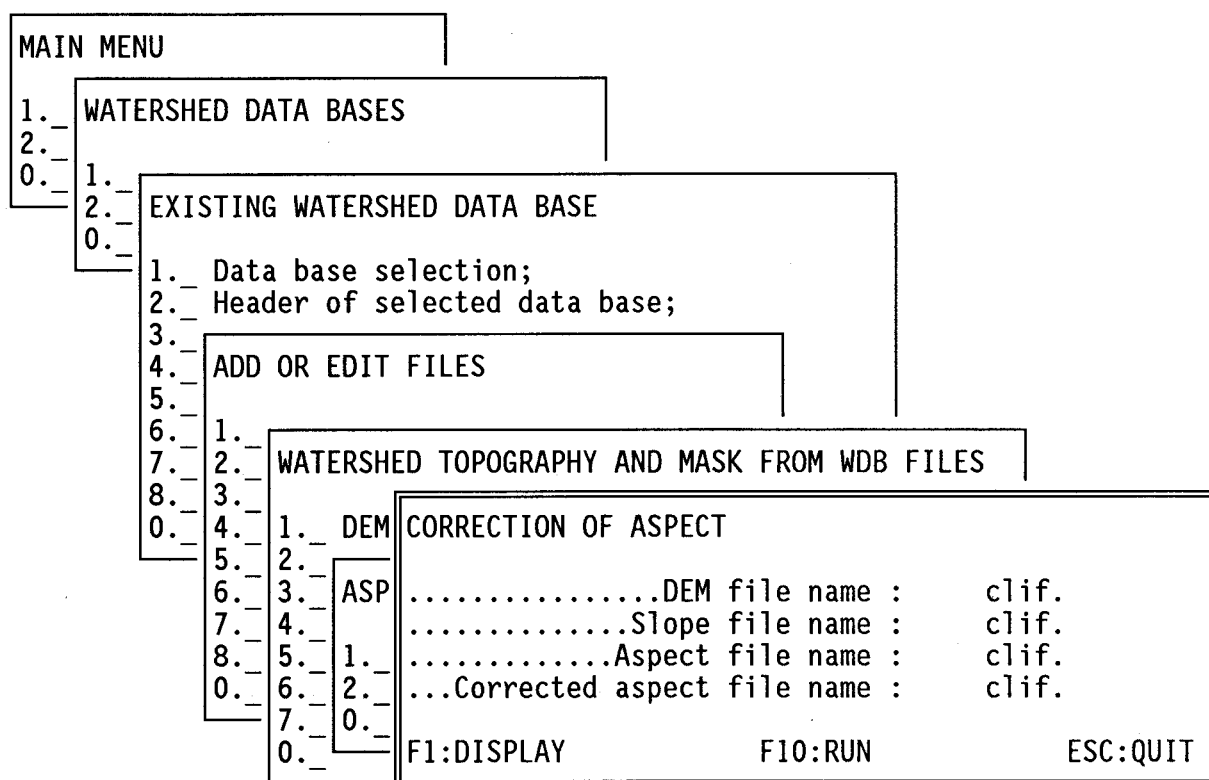 MAIN MENU
1._
2._
0._
WATERSHED DATA BASES
1._
2._
0._
EXISTING WATERSHED DATA BASE
1._ Data base selection;
2._ Header of selected data base;
3._
4._
5._
6._
7._
8._
0._
ADD OR EDIT FILES
1._
2._
3._
4._
5._
6._
7._
8._
0._
WATERSHED TOPOGRAPHY AND MASK FROM WDB FILES
1._ DEM
2._
3._
4._
5._
6._
7._
0._
ASP
1._
2._
0._
CORRECTION OF ASPECT
................DEM file name : clif.
..............Slope file name : clif.
.............Aspect file name : clif.
...Corrected aspect file name : clif.
F1:DISPLAY F10:RUN ESC:QUIT